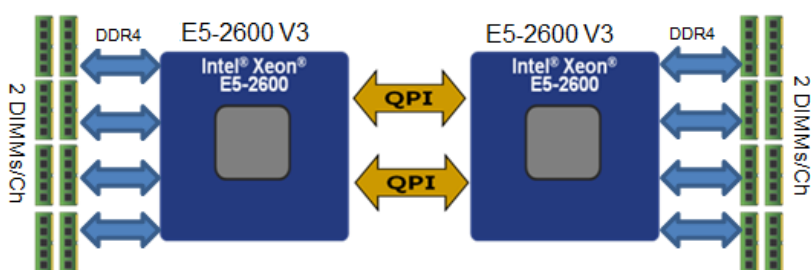 DDR4
E5-2600 V3
E5-2600 V3
DDR4
Intel® Xeon®
E5-2600
Intel® Xeon®
E5-2600
2 DIMMs/Ch
QPI
QPI
2 DIMMs/Ch